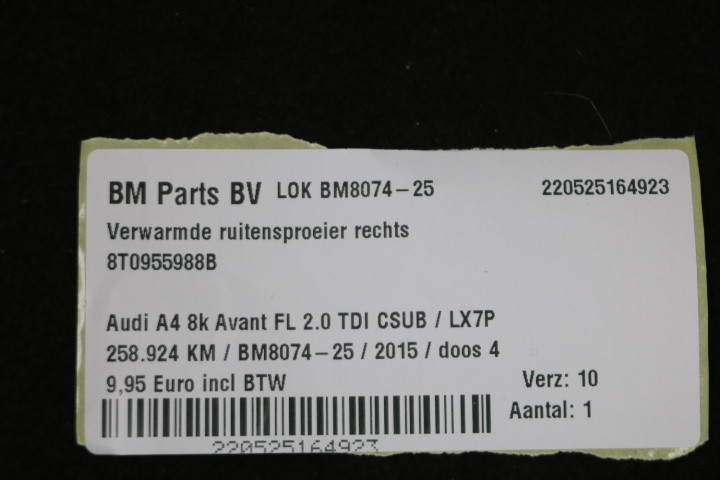 BM Parts BV LOK BM8074-25 220525164923
Verwarmde ruitensproeier rechts
8T0955988B
Audi A4 8k Avant FL 2.0 TDI CSUB / LX7P
258.924 KM / BM8074-25 / 2015 / doos 4
9,95 Euro incl BTW Verz: 10
Aantal: 1
220525164923